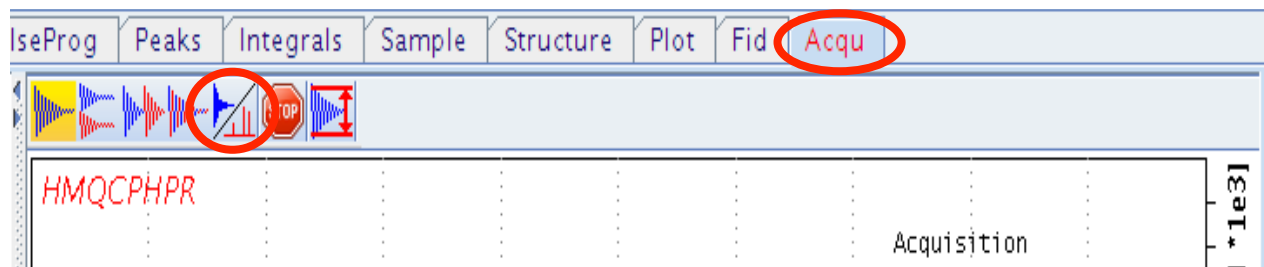 lseProg Peaks Integrals Sample Structure Plot Fid Acqu
STOP
HMQCPHPR
Acquisition
*1e3]